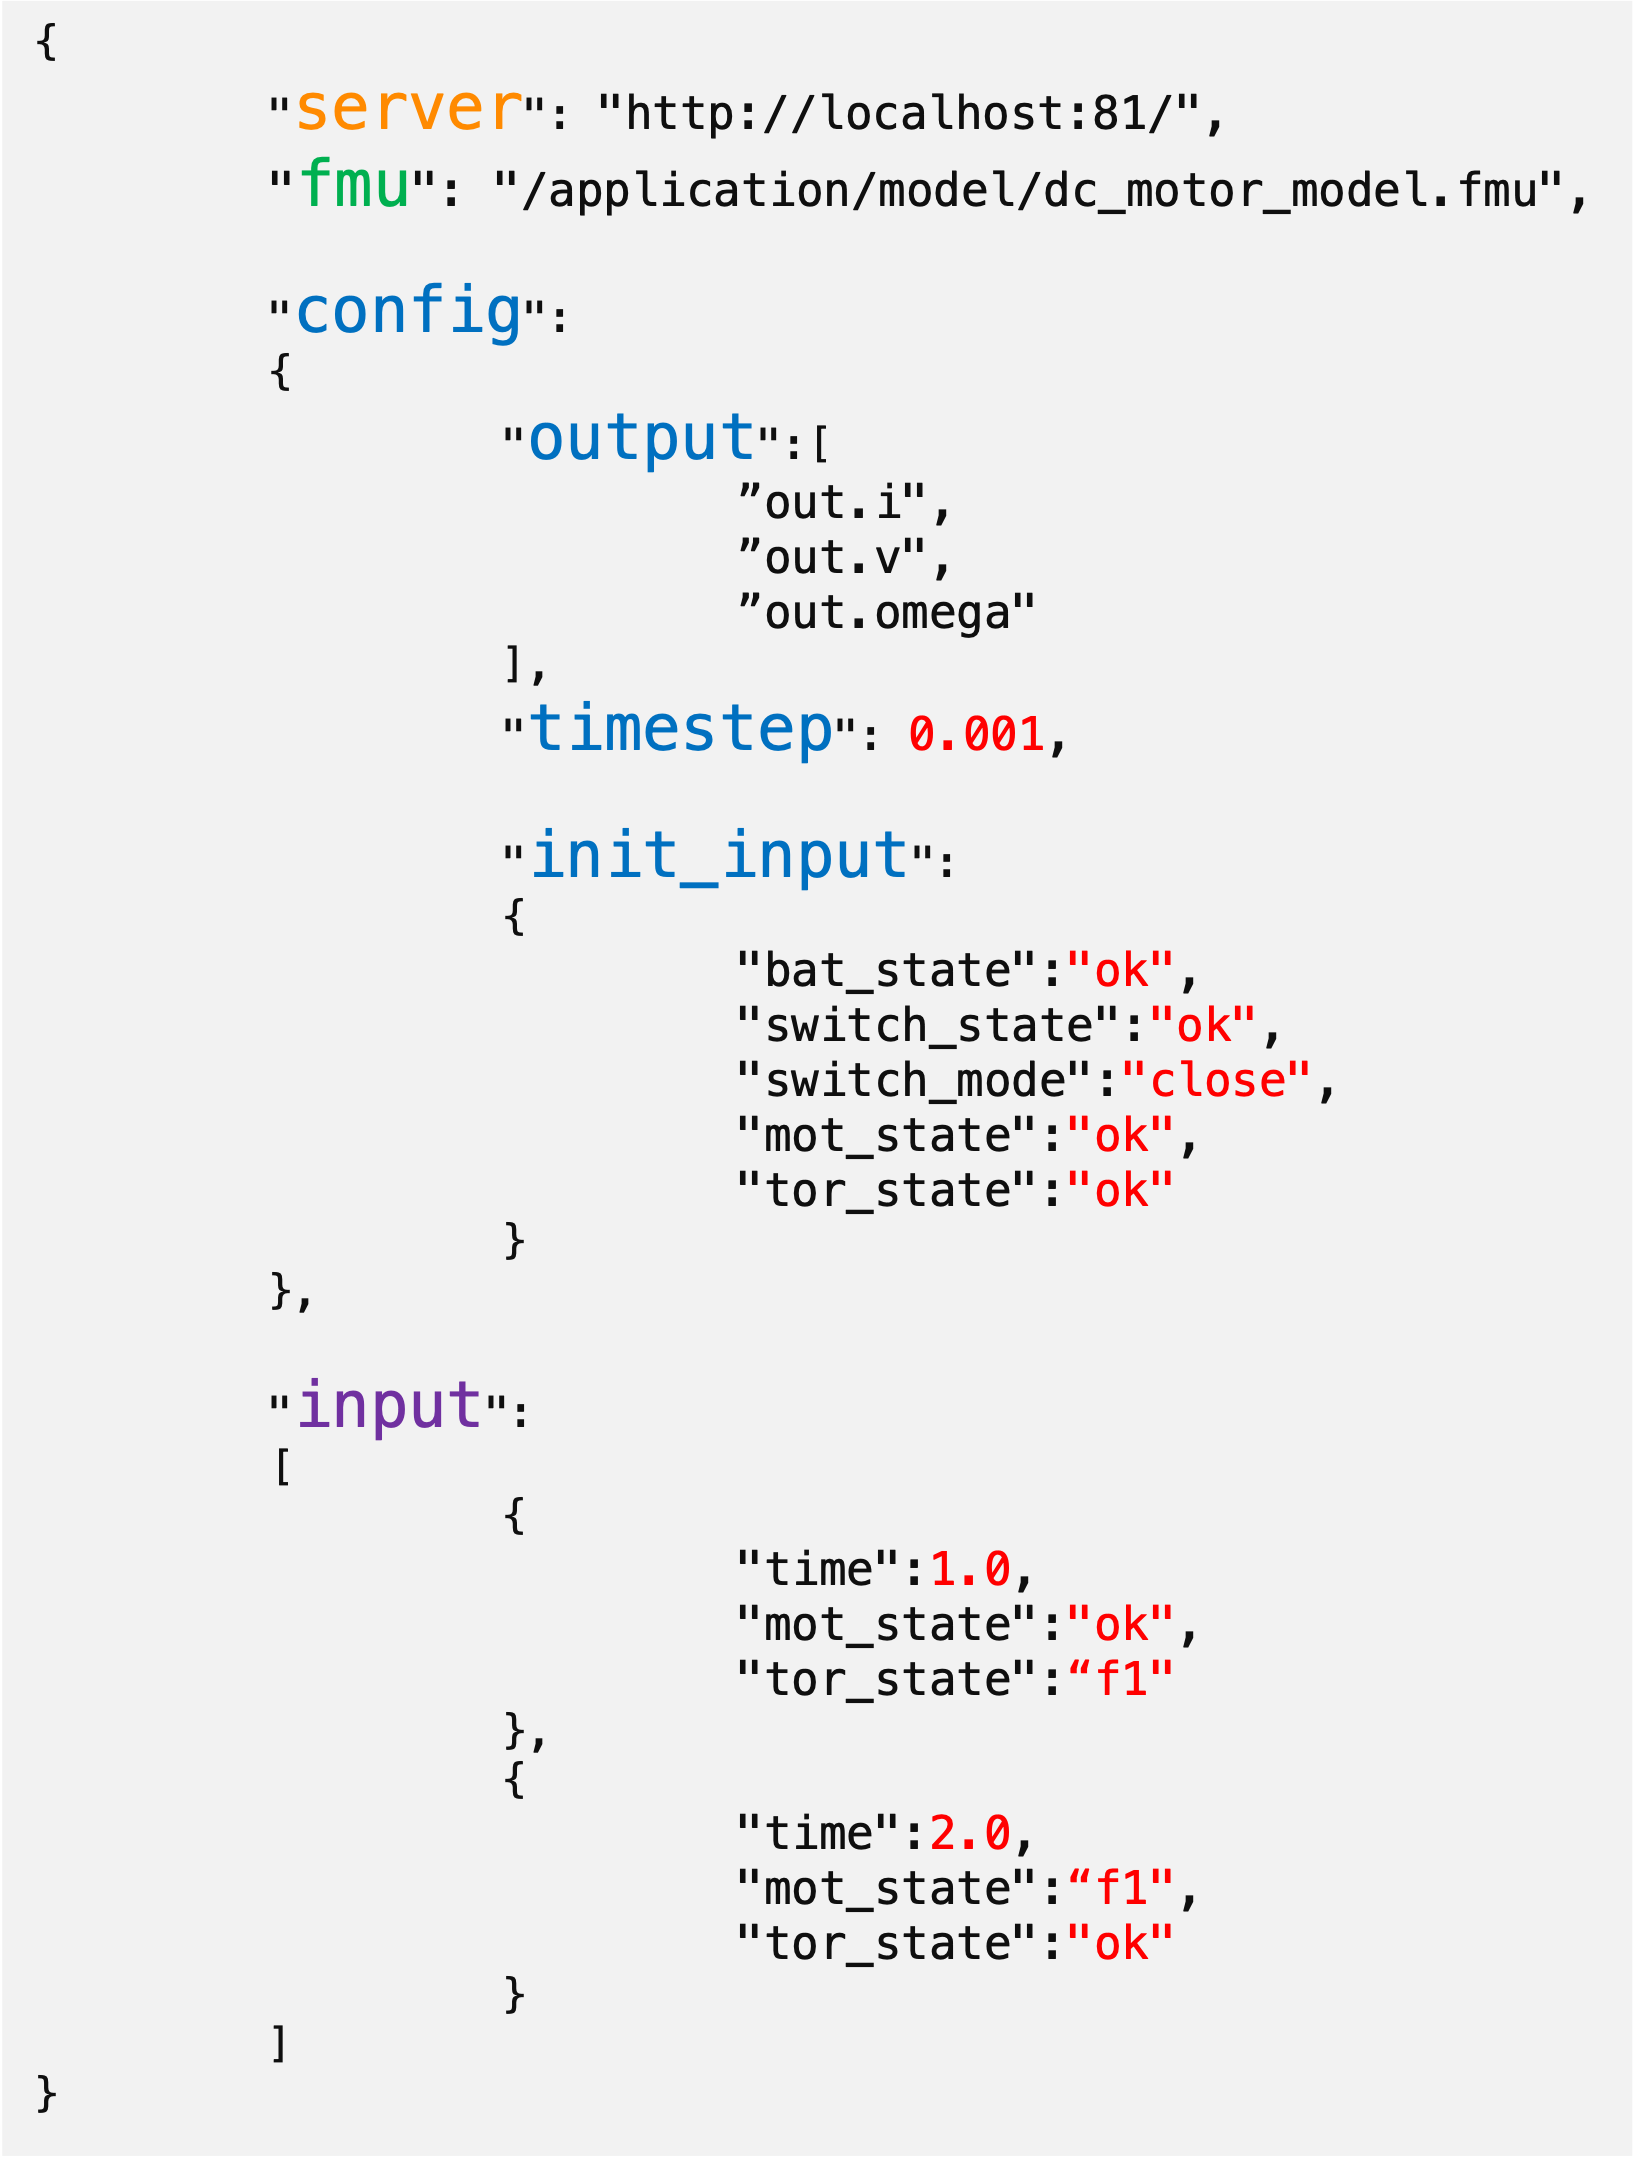 {
"server": "http://localhost:81/",
"fmu": "/application/model/dc_motor_model.fmu",
"config":
{
"output":[
”out.i",
”out.v",
”out.omega"
],
"timestep": 0.001,
"init_input":
{
"bat_state":"ok",
"switch_state":"ok",
"switch_mode":"close",
"mot_state":"ok",
"tor_state":"ok"
}
},
"input":
[
{
"time":1.0,
"mot_state":"ok",
"tor_state":“f1"
},
{
"time":2.0,
"mot_state":“f1",
"tor_state":"ok"
}
]
}